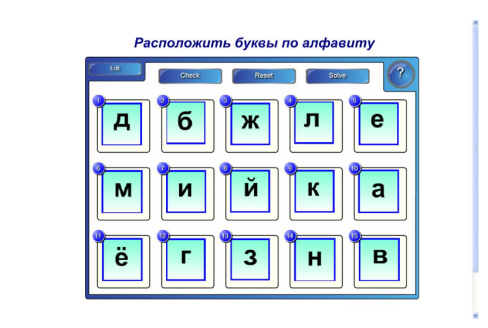 Расположить буквы по алфавиту
Edit
Check Reset Solve ?
1 2 3 4 5
д б ж л е
6 7 8 9 10
м и й к а
11 12 13 14 15
ё г з н в